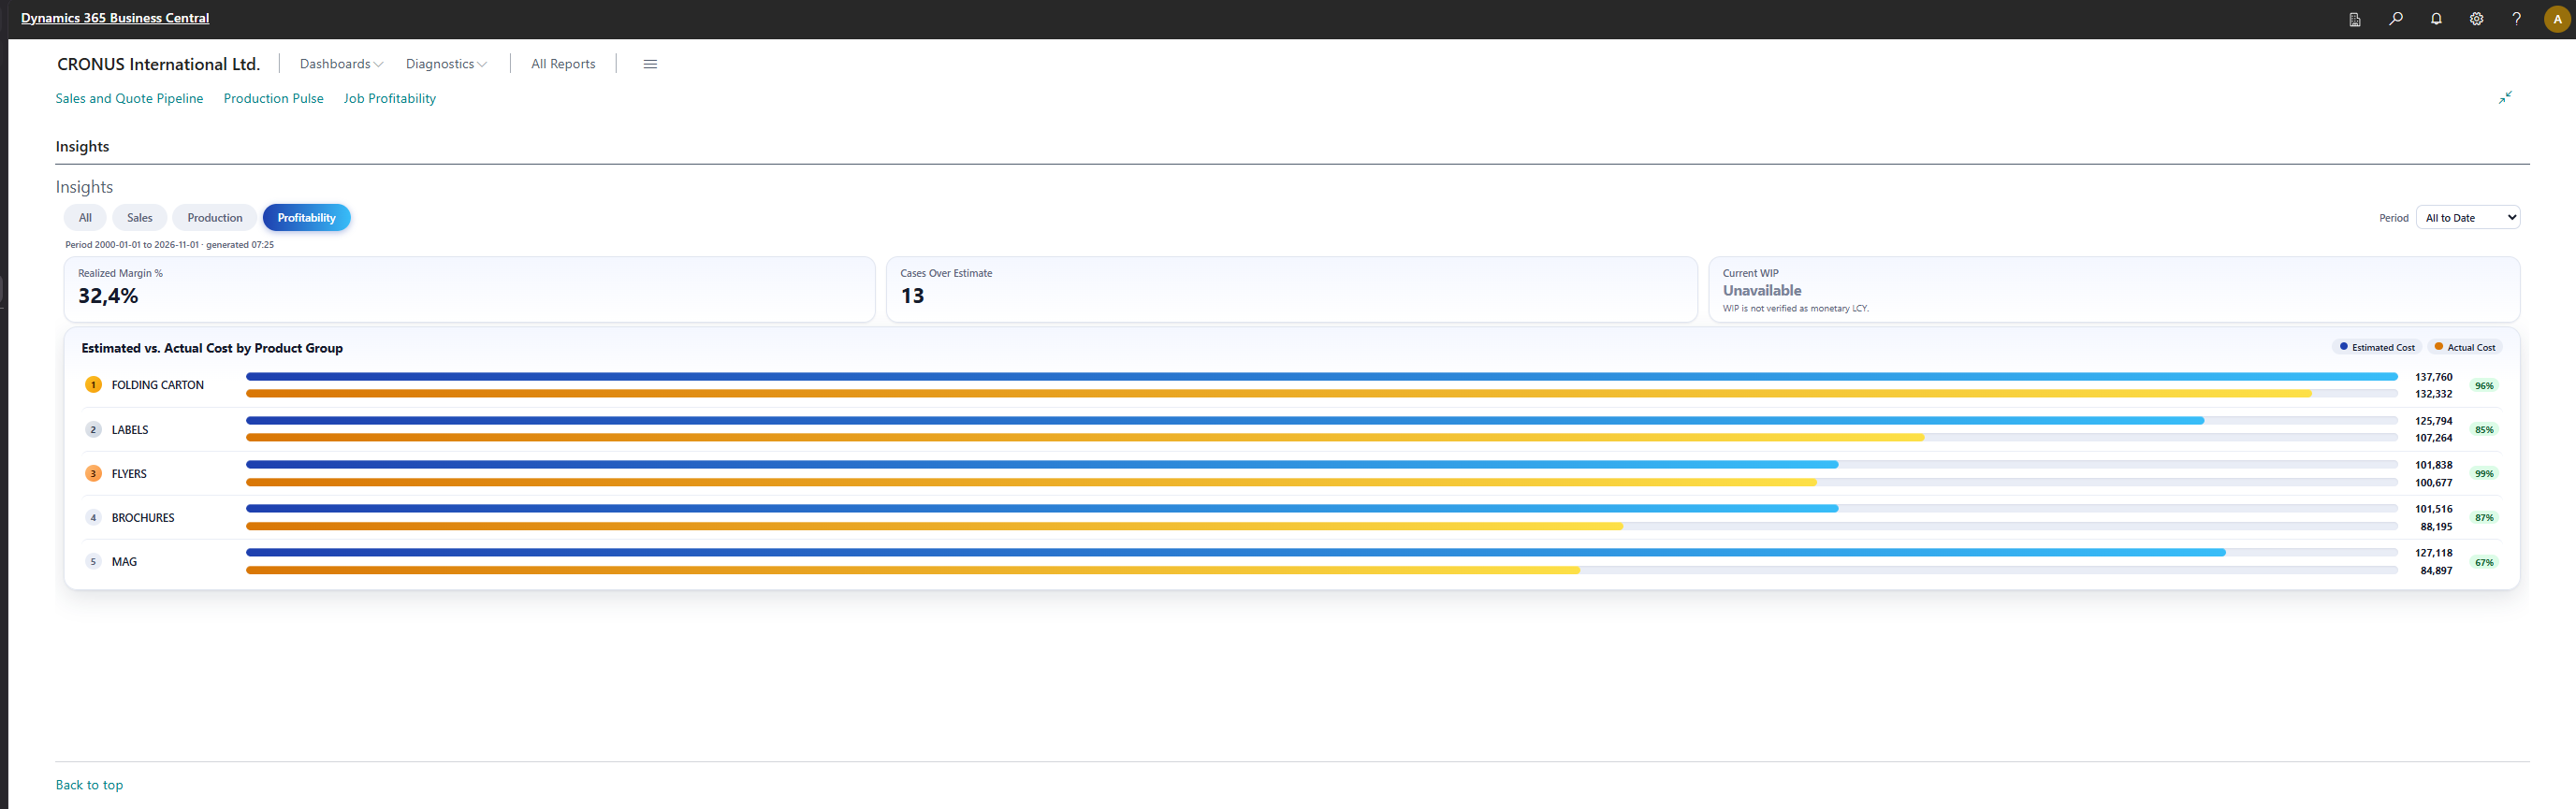 Dynamics 365 Business Central
A
CRONUS International Ltd.
Dashboards
Diagnostics
All Reports
Sales and Quote Pipeline
Production Pulse
Job Profitability
Insights
Insights
All
Sales
Production
Profitability
Period
All to Date
Period 2000-01-01 to 2026-11-01 · generated 07:25
Realized Margin %
32,4%
Cases Over Estimate
13
Current WIP
Unavailable
WIP is not verified as monetary LCY.
Estimated vs. Actual Cost by Product Group
Estimated Cost
Actual Cost
1 FOLDING CARTON
137,760
132,332
96%
2 LABELS
125,794
107,264
85%
3 FLYERS
101,838
100,677
99%
4 BROCHURES
101,516
88,195
87%
5 MAG
127,118
84,897
67%
Back to top